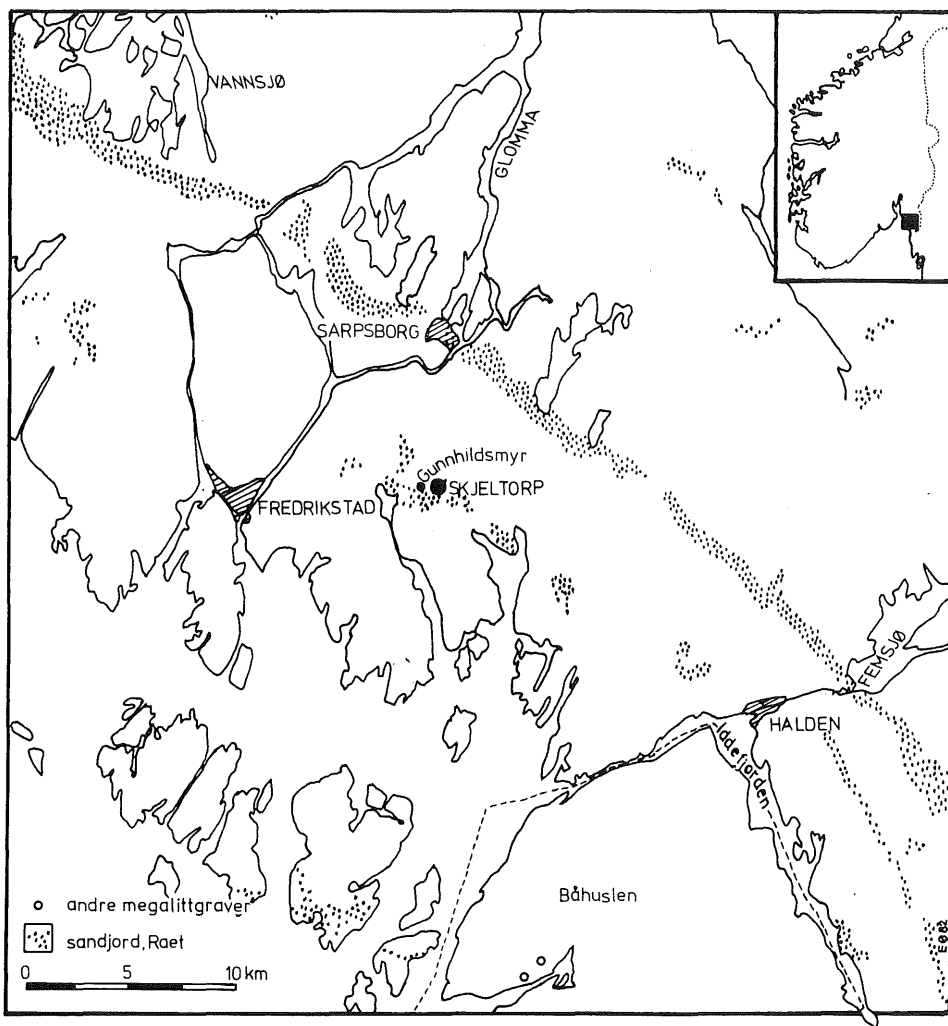 VANNSJØ
GLOMMA
SARPSBORG
Gunnhildsmyr
SKJELTORP
FREDRIKSTAD
FEMSJØ
HALDEN
Iddefjorden
Båhuslen
andre megalittgraver
sandjord, Raet
0 5 10 km